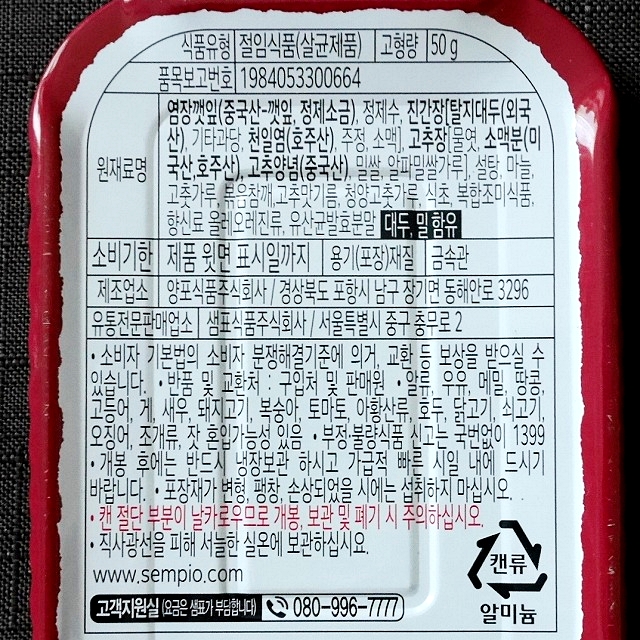 식품유형 절임식품(살균제품) 고형량 50 g
품목보고번호 1984053300664
원재료명
염장깻잎(중국산-깻잎, 정제소금), 정제수, 진간장[탈지대두(외국
산), 기타과당, 천일염(호주산), 주정, 소맥], 고추장[물엿, 소맥분(미
국산,호주산), 고추양념(중국산), 밀쌀, 알파밀쌀가루], 설탕, 마늘,
고춧가루, 볶음참깨,고추맛기름, 청양고춧가루, 식초, 복합조미식품,
향신료 올레오레진류, 유산균발효분말 대두, 밀 함유
소비기한 제품 윗면 표시일까지 용기(포장)재질 금속관
제조업소 양포식품주식회사 / 경상북도 포항시 남구 장기면 동해안로 3296
유통전문판매업소 샘표식품주식회사 / 서울특별시 중구 충무로 2
• 소비자 기본법의 소비자 분쟁해결기준에 의거, 교환 등 보상을 받으실 수
있습니다. • 반품 및 교환처 : 구입처 및 판매원 • 알류, 우유, 메밀, 땅콩,
고등어, 게, 새우, 돼지고기, 복숭아, 토마토, 아황산류, 호두, 닭고기, 쇠고기,
오징어, 조개류, 잣 혼입가능성 있음 • 부정·불량식품 신고는 국번없이 1399
• 개봉 후에는 반드시 냉장보관 하시고 가급적 빠른 시일 내에 드시기
바랍니다. • 포장재가 변형, 팽창, 손상되었을 시에는 섭취하지 마십시오.
• 캔 절단 부분이 날카로우므로 개봉, 보관 및 폐기 시 주의하십시오.
• 직사광선을 피해 서늘한 실온에 보관하십시요.
www.sempio.com
고객지원실 (요금은 샘표가 부담합니다) 080-996-7777
캔류
알미늄